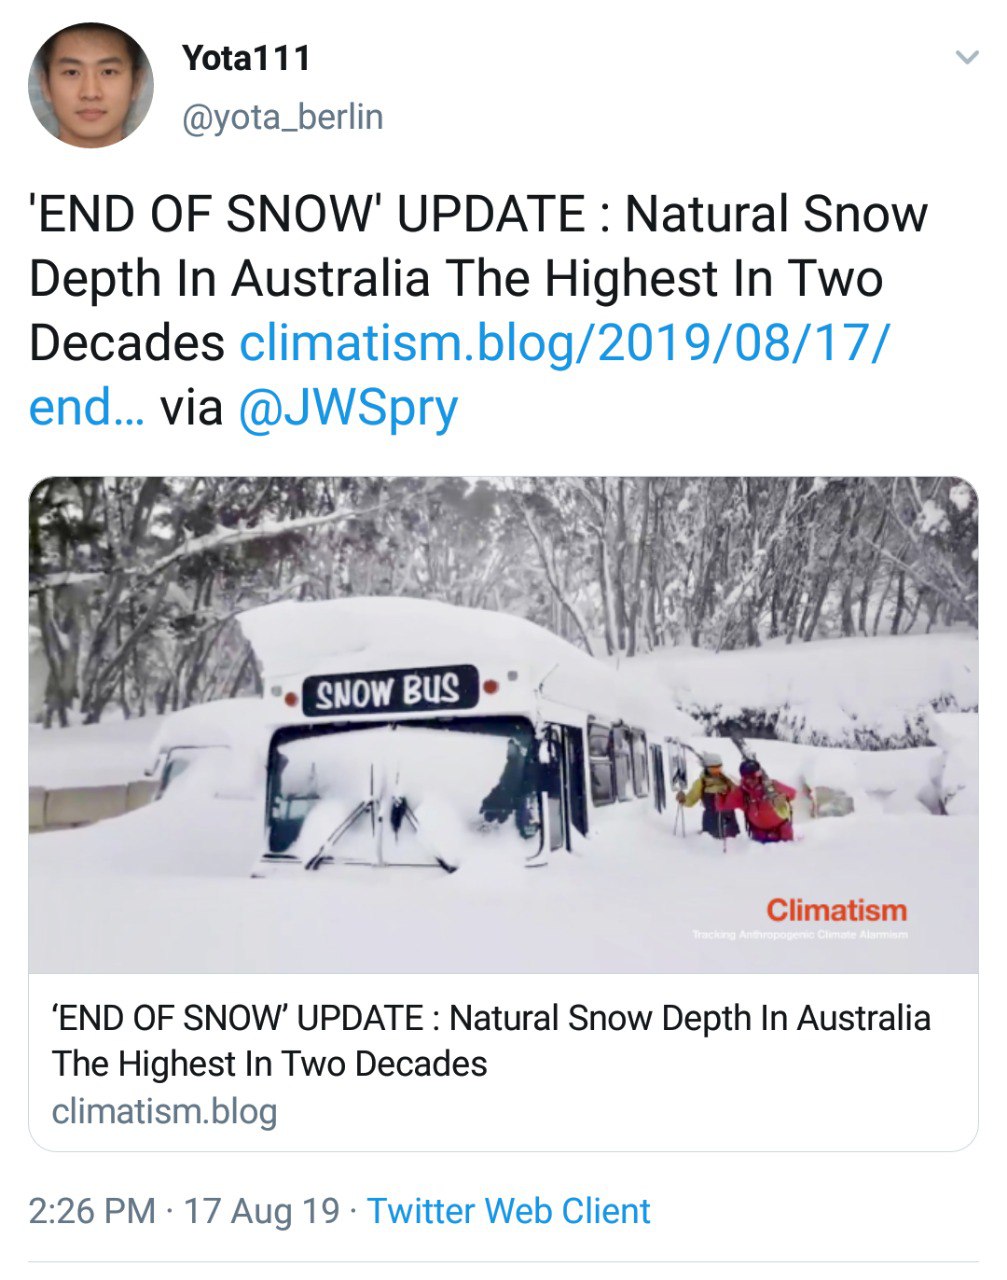 Yota111
@yota_berlin
'END OF SNOW' UPDATE : Natural Snow
Depth In Australia The Highest In Two
Decades climatism.blog/2019/08/17/
end… via @JWSpry
SNOW BUS
Climatism
Tracking Anthropogenic Climate Alarmism
‘END OF SNOW’ UPDATE : Natural Snow Depth In Australia
The Highest In Two Decades
climatism.blog
2:26 PM · 17 Aug 19 · Twitter Web Client